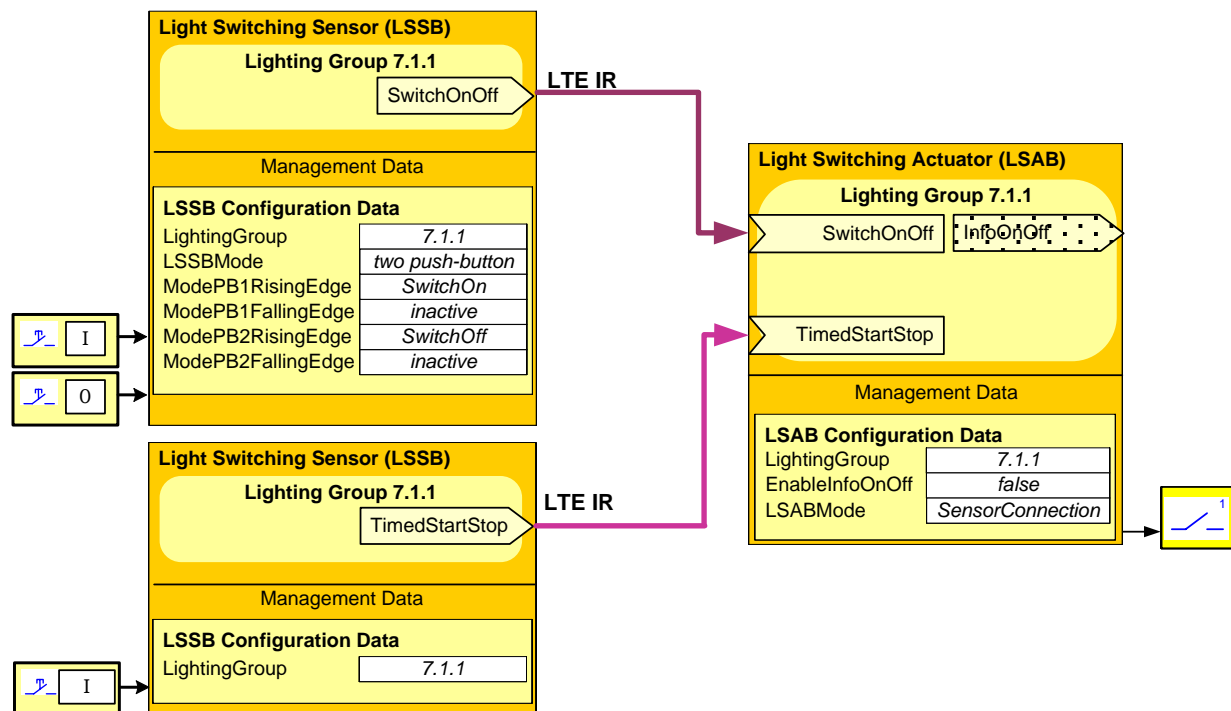 Light Switching Sensor (LSSB)
Lighting Group 7.1.1
SwitchOnOff
LTE IR
Management Data
LSSB Configuration Data
LightingGroup 7.1.1
LSSBMode two push-button
ModePB1RisingEdge SwitchOn
ModePB1FallingEdge inactive
ModePB2RisingEdge SwitchOff
ModePB2FallingEdge inactive
I
0
Light Switching Sensor (LSSB)
Lighting Group 7.1.1
TimedStartStop
LTE IR
Management Data
LSSB Configuration Data
LightingGroup 7.1.1
I
Light Switching Actuator (LSAB)
Lighting Group 7.1.1
SwitchOnOff InfoOnOff
TimedStartStop
Management Data
LSAB Configuration Data
LightingGroup 7.1.1
EnableInfoOnOff false
LSABMode SensorConnection
1